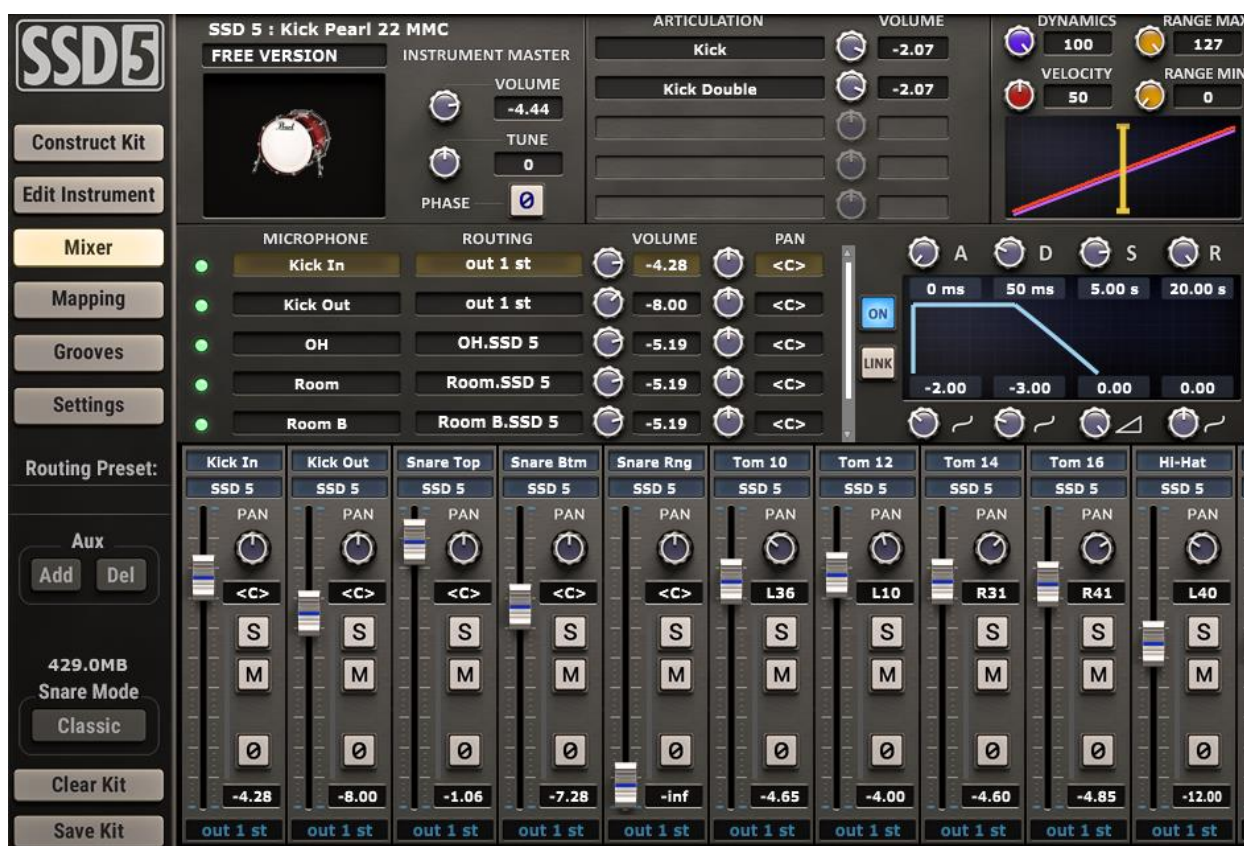 SSD5
SSD 5 : Kick Pearl 22 MMC
FREE VERSION
INSTRUMENT MASTER
VOLUME
-4.44
TUNE
0
PHASE
Ø
Pearl
ARTICULATION VOLUME
Kick -2.07
Kick Double -2.07
DYNAMICS RANGE MAX
100 127
VELOCITY RANGE MIN
50 0
Construct Kit
Edit Instrument
Mixer
Mapping
Grooves
Settings
Routing Preset:
Aux
Add Del
429.0MB
Snare Mode
Classic
Clear Kit
Save Kit
MICROPHONE ROUTING VOLUME PAN
Kick In out 1 st -4.28 <C>
Kick Out out 1 st -8.00 <C>
OH OH.SSD 5 -5.19 <C>
Room Room.SSD 5 -5.19 <C>
Room B Room B.SSD 5 -5.19 <C>
ON
LINK
A D S R
0 ms 50 ms 5.00 s 20.00 s
-2.00 -3.00 0.00 0.00
Kick In Kick Out Snare Top Snare Btm Snare Rng Tom 10 Tom 12 Tom 14 Tom 16 Hi-Hat
SSD 5 SSD 5 SSD 5 SSD 5 SSD 5 SSD 5 SSD 5 SSD 5 SSD 5 SSD 5
PAN PAN PAN PAN PAN PAN PAN PAN PAN PAN
<C> <C> <C> <C> <C> L36 L10 R31 R41 L40
S S S S S S S S S S
M M M M M M M M M M
Ø Ø Ø Ø Ø Ø Ø Ø Ø Ø
-4.28 -8.00 -1.06 -7.28 -inf -4.65 -4.00 -4.60 -4.85 -12.00
out 1 st out 1 st out 1 st out 1 st out 1 st out 1 st out 1 st out 1 st out 1 st out 1 st